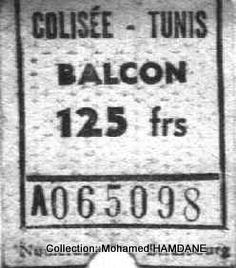 COLISÉE - TUNIS
BALCON
125 frs
A065098
Collection: Mohamed HAMDANE